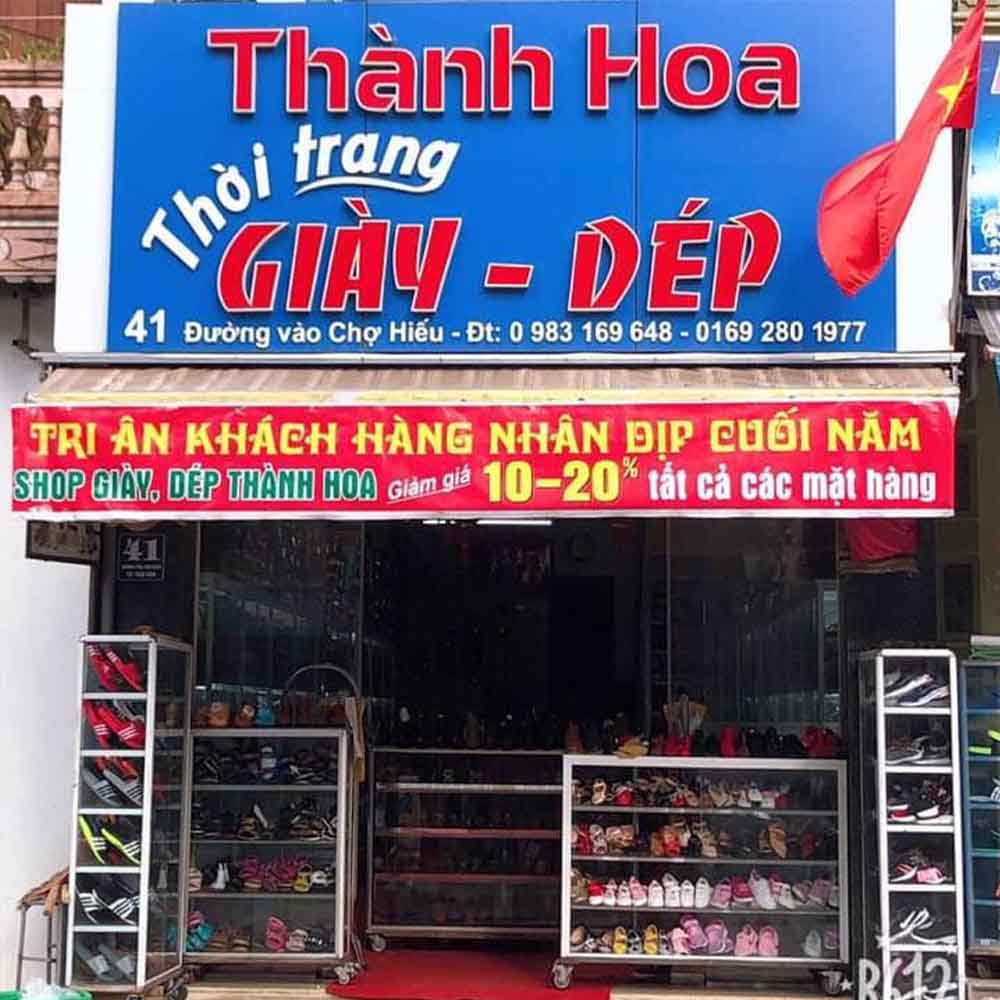 Thành Hoa
Thời trang
GIÀY - DÉP
41 Đường vào Chợ Hiếu - Đt: 0 983 169 648 - 0169 280 1977
TRI ÂN KHÁCH HÀNG NHÂN ĐỊP CUỐI NĂM
SHOP GIÀY, DÉP THÀNH HOA Giảm giá 10-20% tất cả các mặt hàng
41
B612